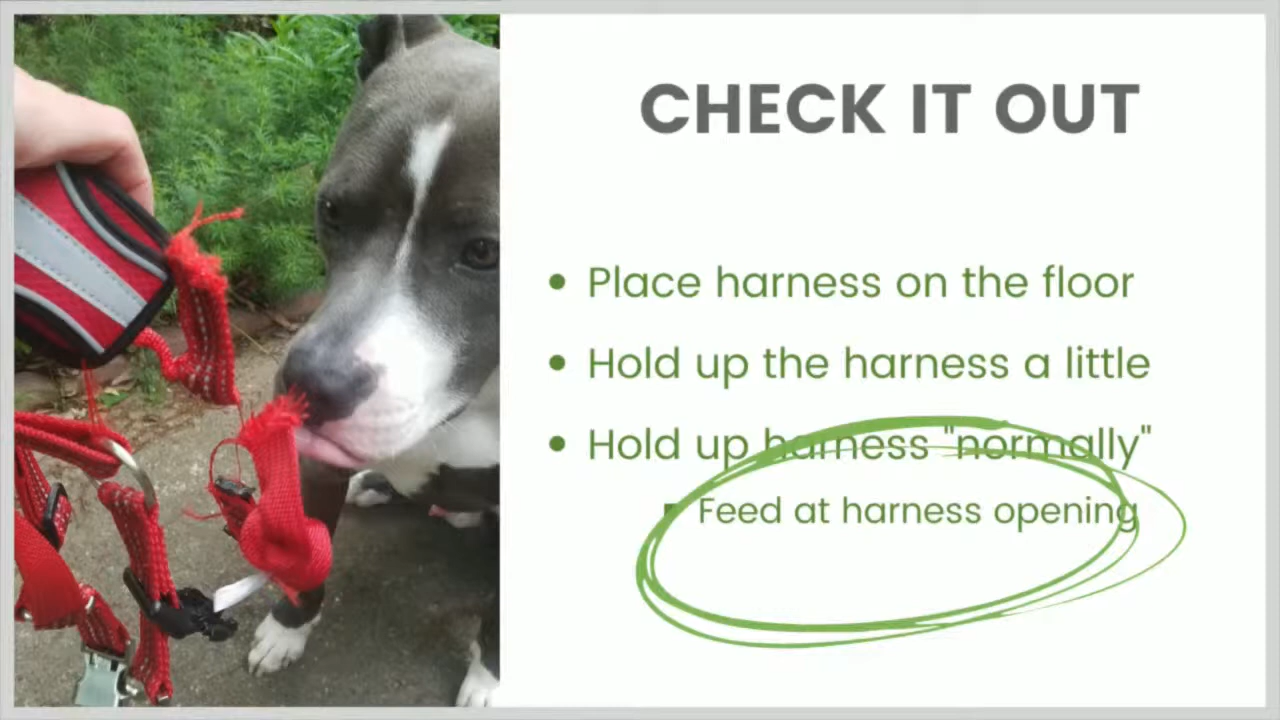 CHECK IT OUT
Place harness on the floor
Hold up the harness a little
Hold up harness "normally"
Feed at harness opening